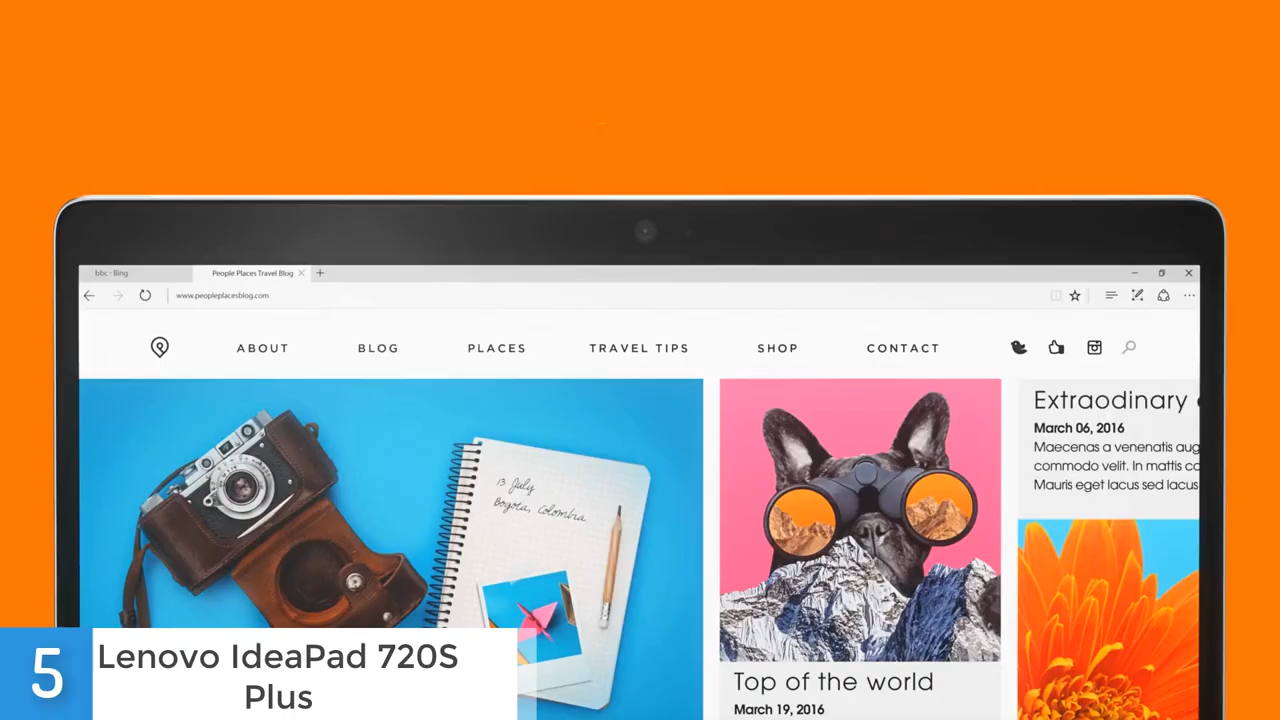 bbc - Bing
People Places Travel Blog
www.peopleplacesblog.com
ABOUT BLOG PLACES TRAVEL TIPS SHOP CONTACT
Extraodinary
March 06, 2016
Maecenas a venenatis aug
commodo velit. In mattis
Mauris eget lacus sed lacus
13 July
Bogota, Colombia
Top of the world
March 19, 2016
5
Lenovo IdeaPad 720S
Plus